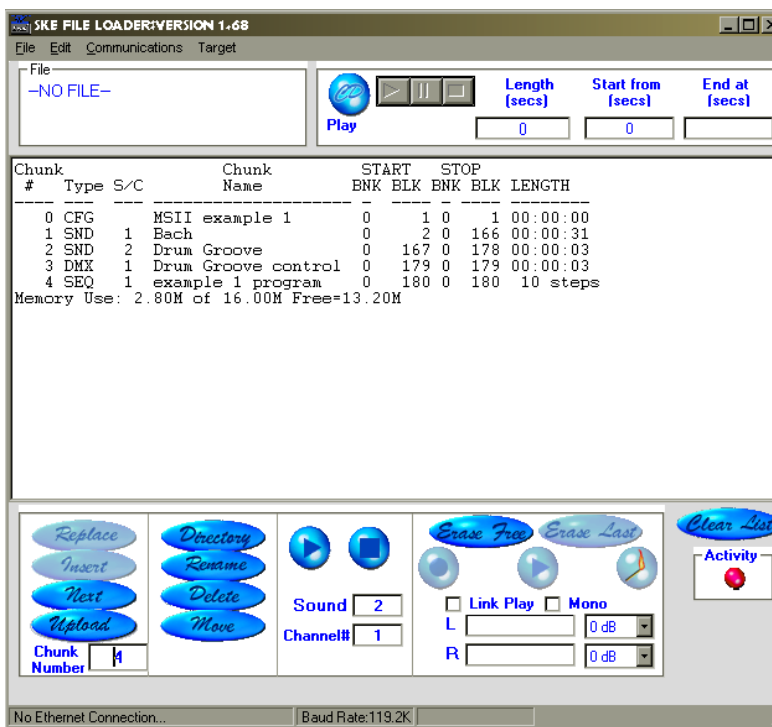 SKE FILE LOADER:VERSION 1.68
File Edit Communications Target
File
-NO FILE-
CD
Play
Length (secs)
Start from (secs)
End at (secs)
0
0
Chunk Chunk START STOP
# Type S/C Name BNK BLK BNK BLK LENGTH
---- --- --- -------------------- - ---- - ---- --------
0 CFG MSII example 1 0 1 0 1 00:00:00
1 SND 1 Bach 0 2 0 166 00:00:31
2 SND 2 Drum Groove 0 167 0 178 00:00:03
3 DMX 1 Drum Groove control 0 179 0 179 00:00:03
4 SEQ 1 example 1 program 0 180 0 180 10 steps
Memory Use: 2.80M of 16.00M Free=13.20M
Replace
Insert
Next
Upload
Chunk Number 4
Directory
Rename
Delete
Move
Sound 2
Channel# 1
Erase Free Erase Last
Link Play Mono
L 0 dB
R 0 dB
Clear List
Activity
No Ethernet Connection... Baud Rate:119.2K